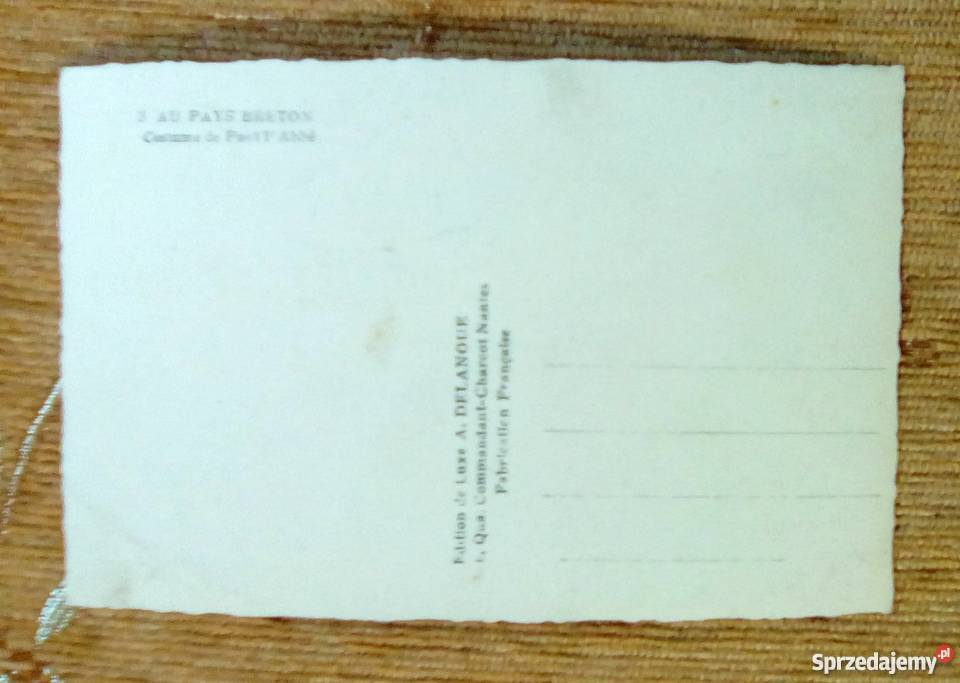 3 AU PAYS BRETON
Costume de Pont l'Abbé
Edition de Luxe A. DELANOUE
Quai Commandant-Charcot Nantes
Fabrication Française
Sprzedajemy.pl